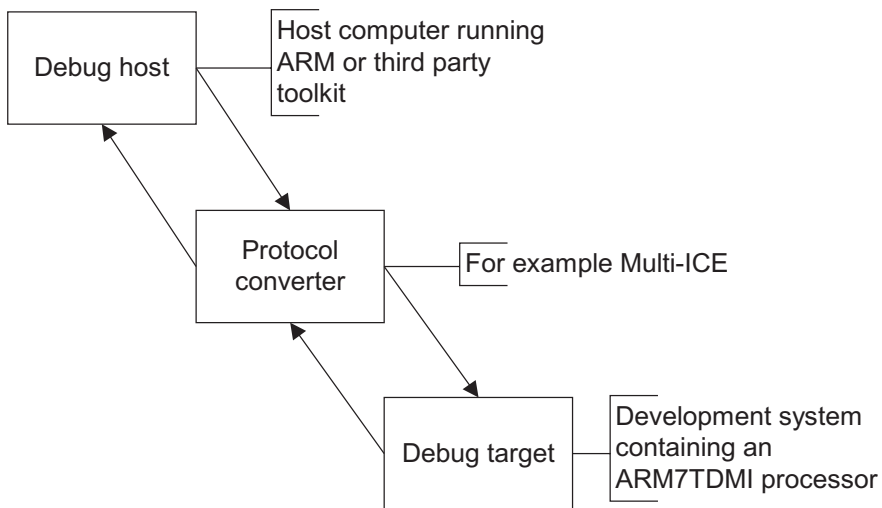 Debug host
Host computer running
ARM or third party
toolkit
Protocol
converter
For example Multi-ICE
Debug target
Development system
containing an
ARM7TDMI processor